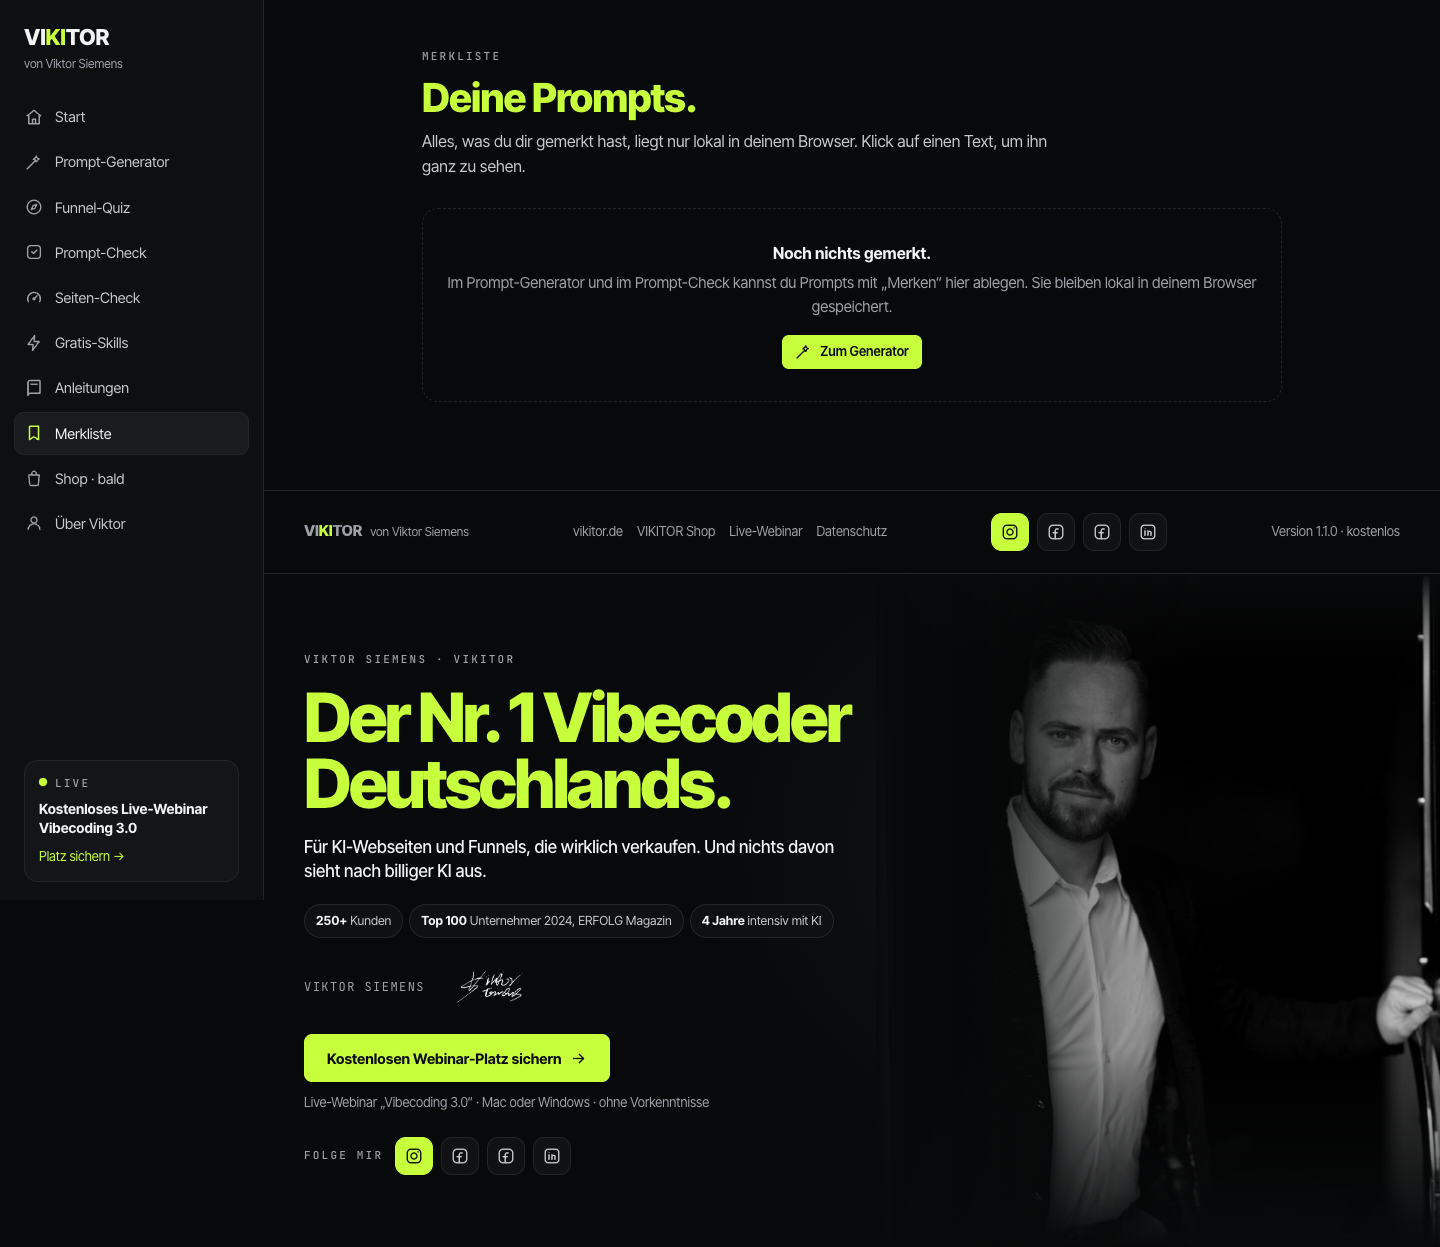 VIKITOR
von Viktor Siemens
Start
Prompt-Generator
Funnel-Quiz
Prompt-Check
Seiten-Check
Gratis-Skills
Anleitungen
Merkliste
Shop · bald
Über Viktor
LIVE
Kostenloses Live-Webinar
Vibecoding 3.0
Platz sichern →
MERKLISTE
Deine Prompts.
Alles, was du dir gemerkt hast, liegt nur lokal in deinem Browser. Klick auf einen Text, um ihn
ganz zu sehen.
Noch nichts gemerkt.
Im Prompt-Generator und im Prompt-Check kannst du Prompts mit „Merken“ hier ablegen. Sie bleiben lokal in deinem Browser
gespeichert.
Zum Generator
VIKITOR von Viktor Siemens
vikitor.de VIKITOR Shop Live-Webinar Datenschutz
Version 1.1.0 · kostenlos
VIKTOR SIEMENS · VIKITOR
Der Nr. 1 Vibecoder
Deutschlands.
Für KI-Webseiten und Funnels, die wirklich verkaufen. Und nichts davon
sieht nach billiger KI aus.
250+ Kunden
Top 100 Unternehmer 2024, ERFOLG Magazin
4 Jahre intensiv mit KI
VIKTOR SIEMENS
Kostenlosen Webinar-Platz sichern →
Live-Webinar „Vibecoding 3.0“ · Mac oder Windows · ohne Vorkenntnisse
FOLGE MIR